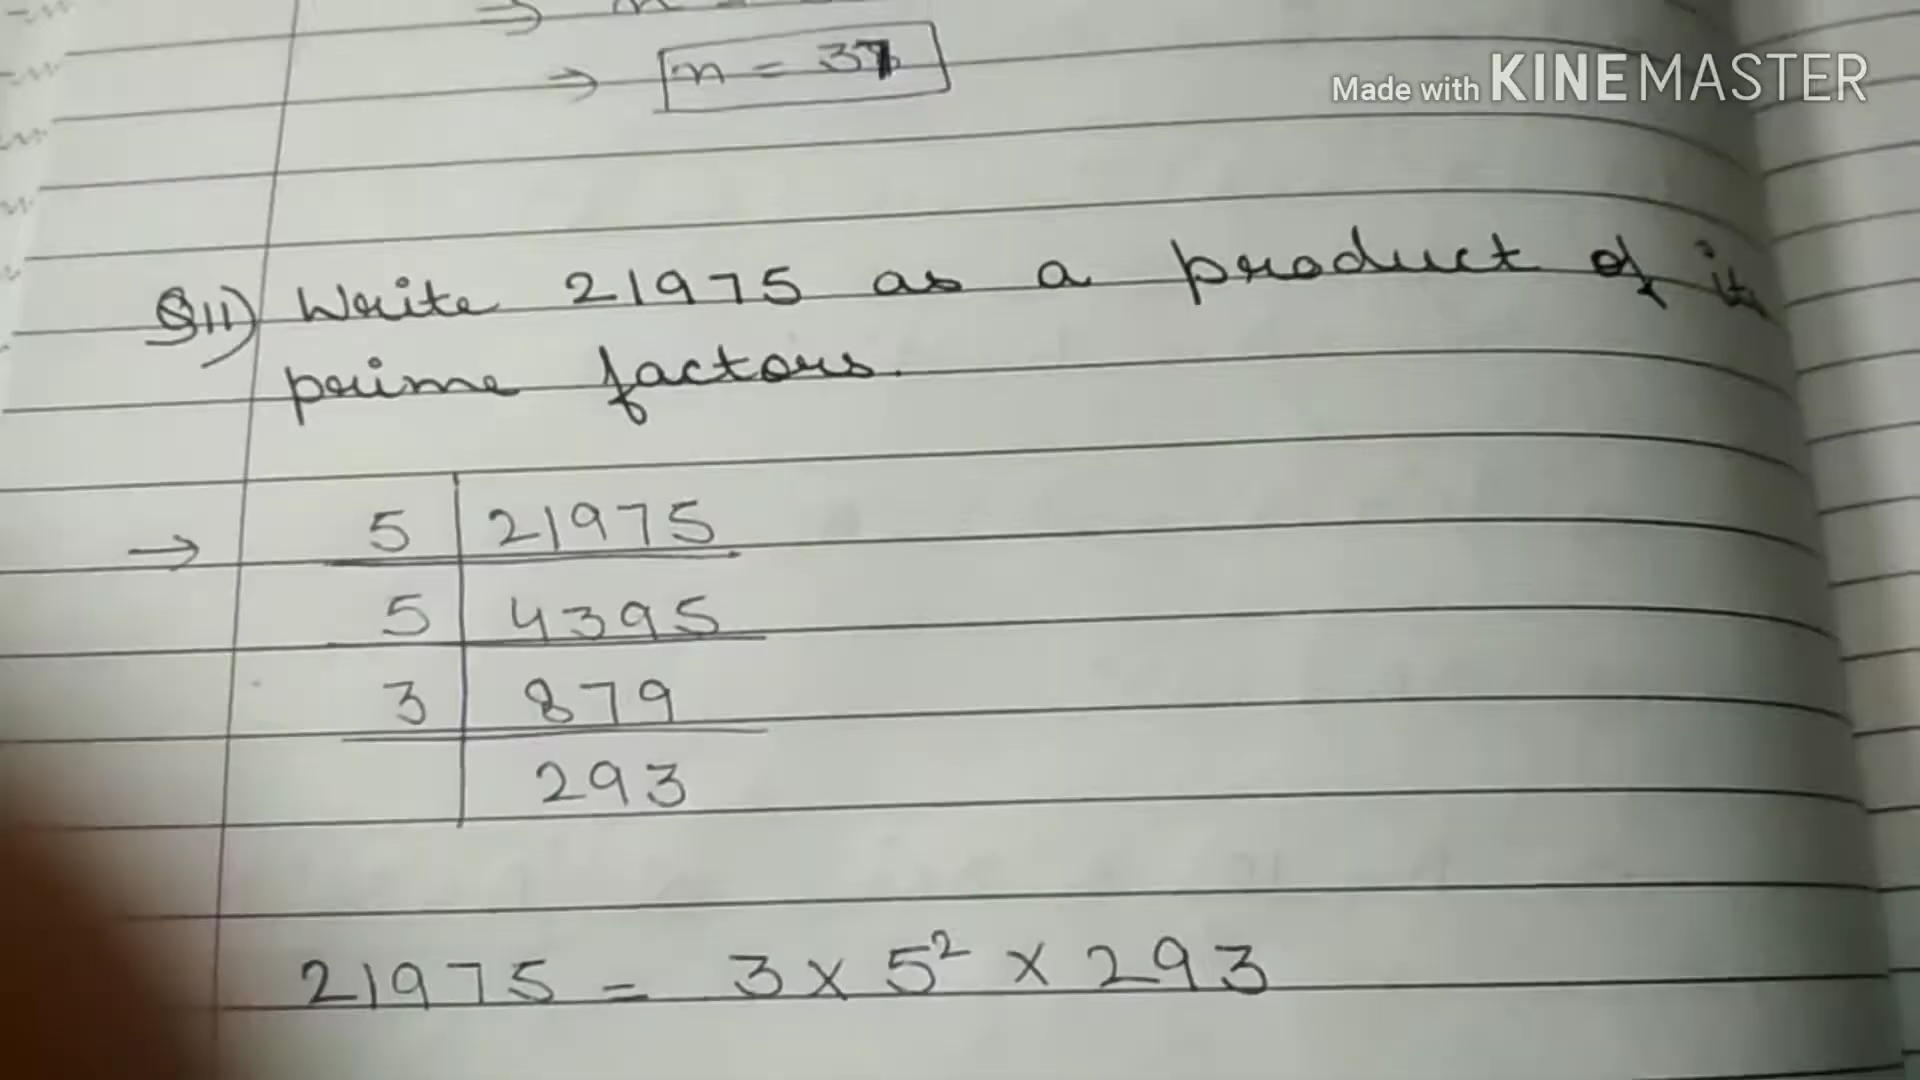 → n = 37
Made with KINEMASTER
Q11) Write 21975 as a product of its
prime factors.
→ 5 | 21975
5 | 4395
3 | 879
293
21975 = 3 × 5² × 293